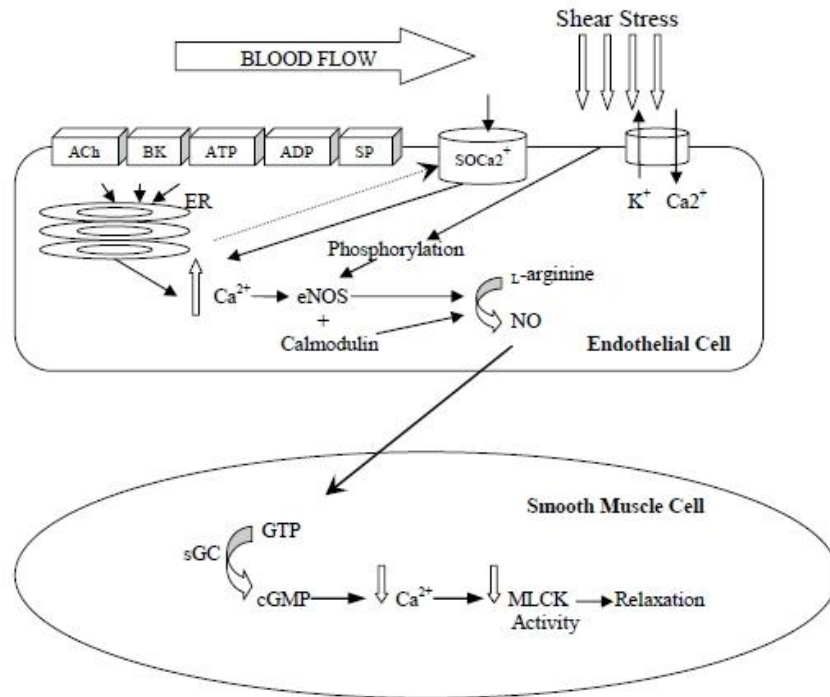 Shear Stress
BLOOD FLOW
ACh BK ATP ADP SP
SOCa2⁺
ER
K⁺ Ca2⁺
Phosphorylation
L-arginine
Ca²⁺ eNOS
+
NO
Calmodulin
Endothelial Cell
Smooth Muscle Cell
GTP
sGC
cGMP Ca²⁺ MLCK Relaxation
Activity